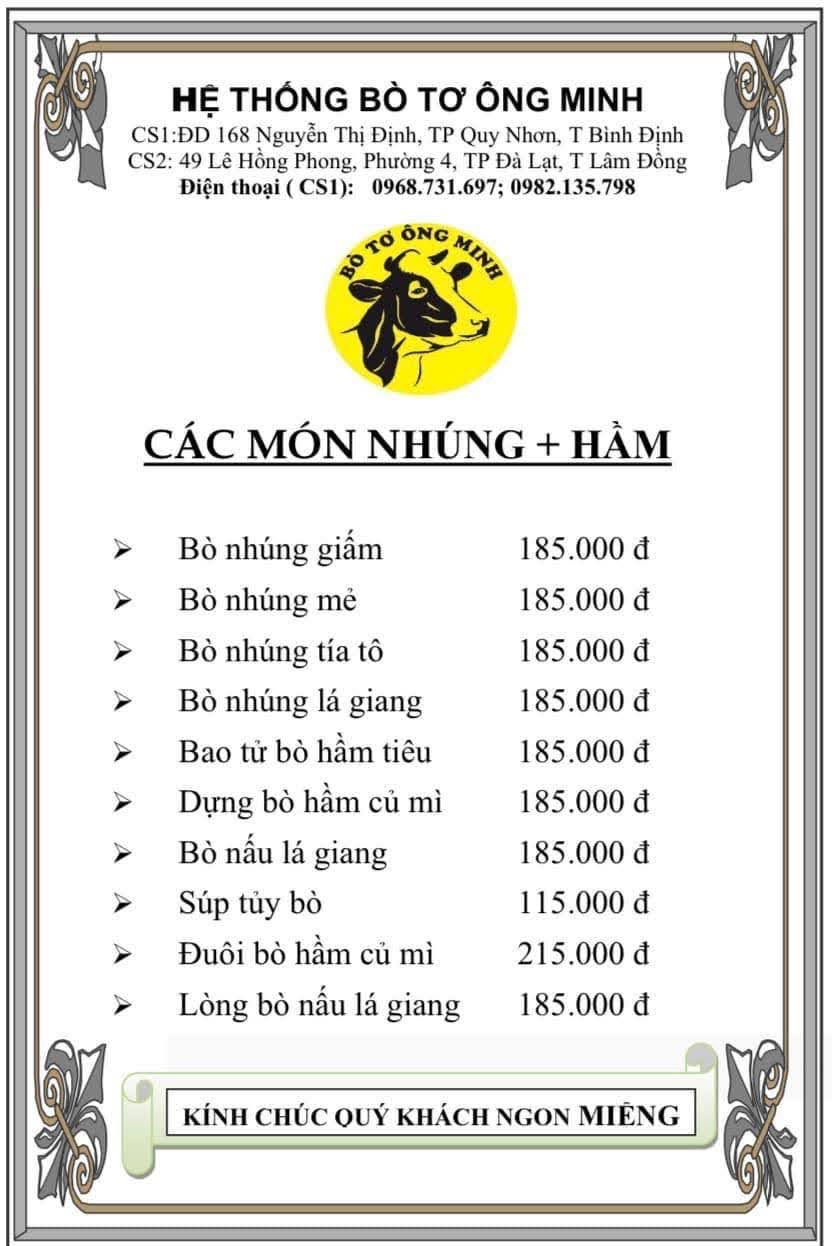 HỆ THỐNG BÒ TƠ ÔNG MINH
CS1:ĐD 168 Nguyễn Thị Định, TP Quy Nhơn, T Bình Định
CS2: 49 Lê Hồng Phong, Phường 4, TP Đà Lạt, T Lâm Đồng
Điện thoại ( CS1): 0968.731.697; 0982.135.798
BÒ TƠ ÔNG MINH
CÁC MÓN NHÚNG + HẦM
Bò nhúng giấm 185.000 đ
Bò nhúng mẻ 185.000 đ
Bò nhúng tía tô 185.000 đ
Bò nhúng lá giang 185.000 đ
Bao tử bò hầm tiêu 185.000 đ
Dựng bò hầm củ mì 185.000 đ
Bò nấu lá giang 185.000 đ
Súp tủy bò 115.000 đ
Đuôi bò hầm củ mì 215.000 đ
Lòng bò nấu lá giang 185.000 đ
KÍNH CHÚC QUÝ KHÁCH NGON MIỆNG